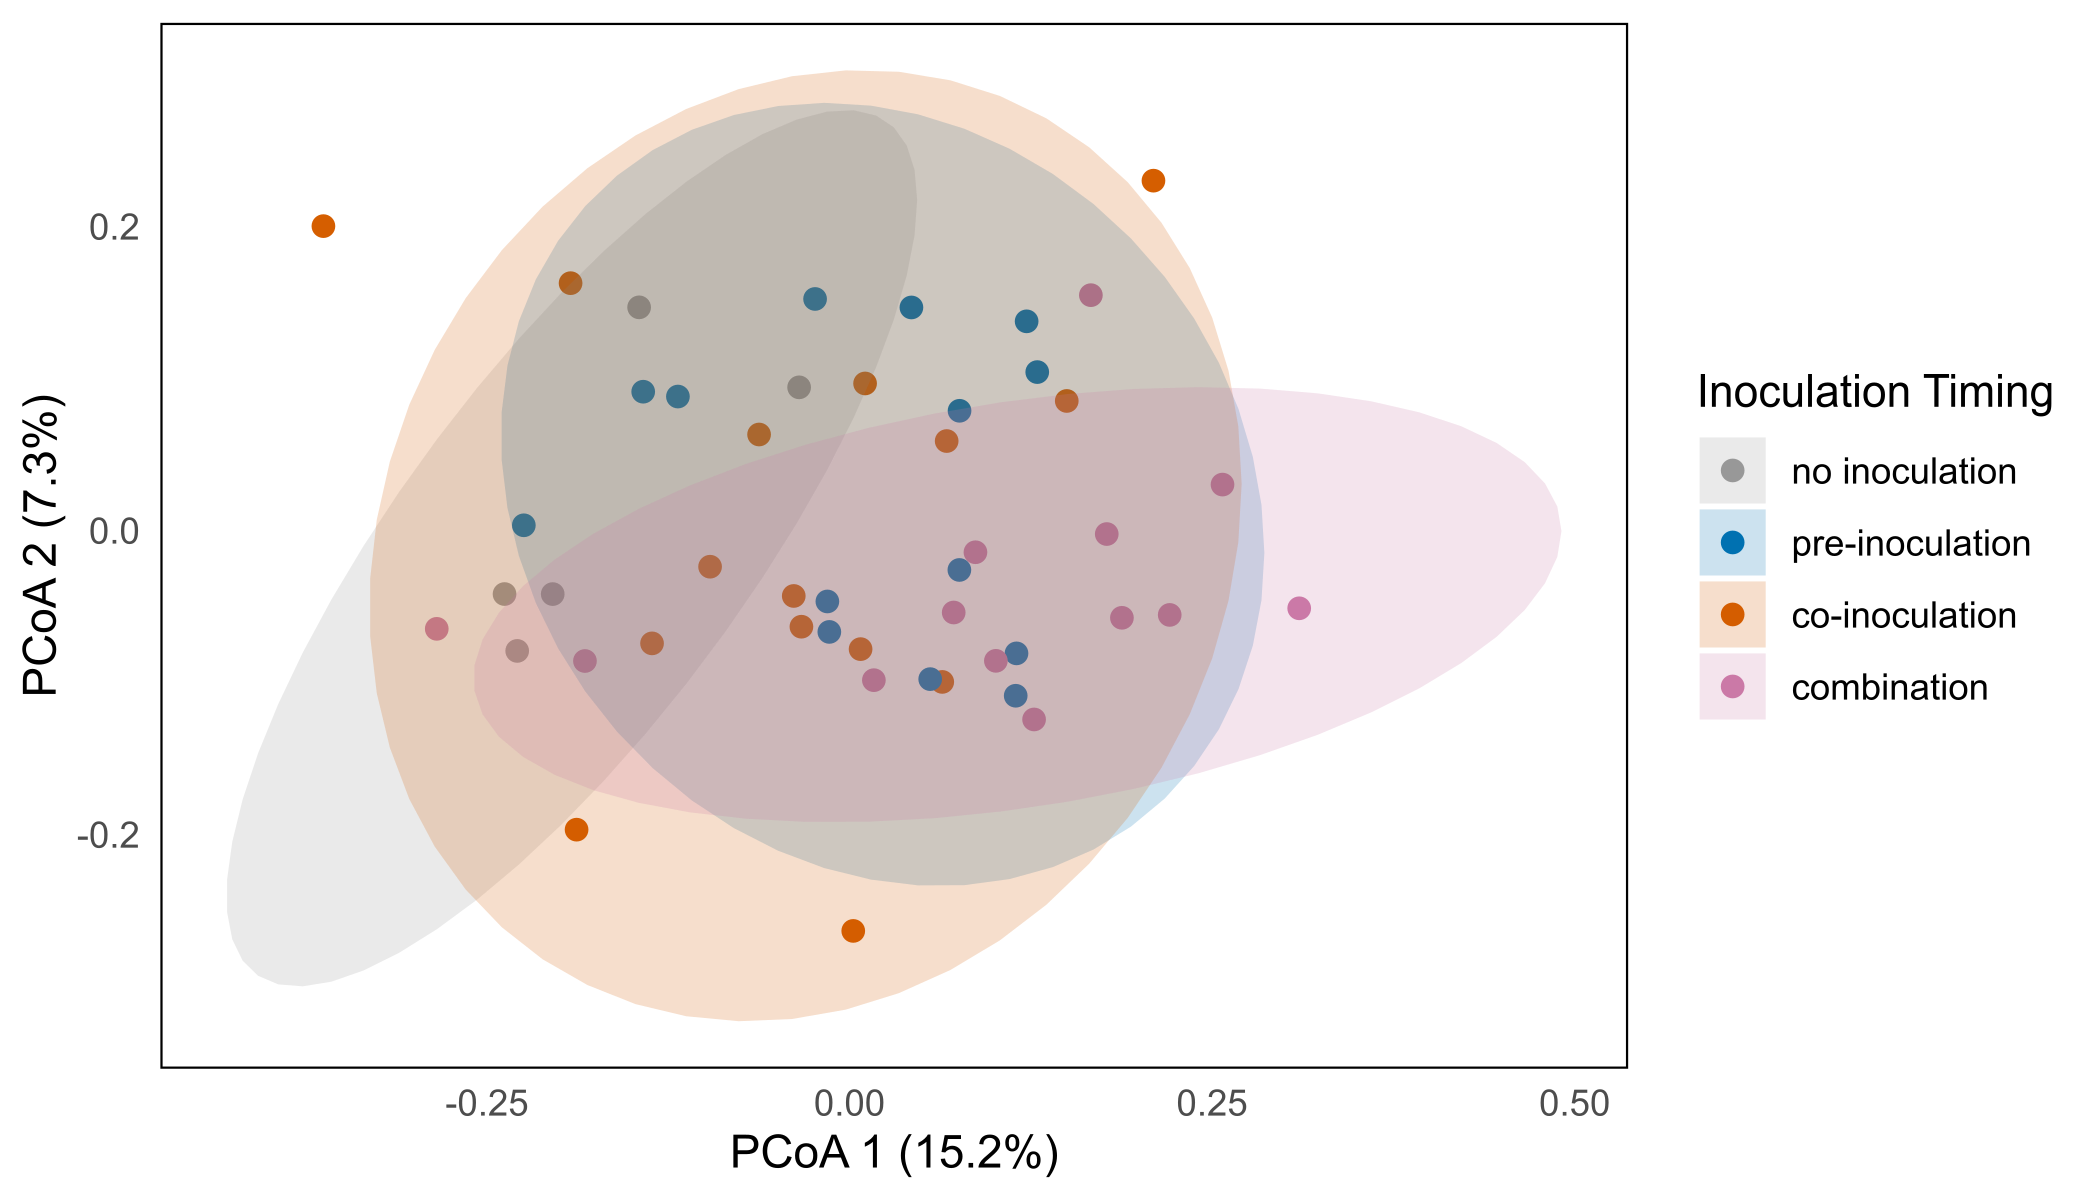 PCoA 2 (7.3%)
0.2
0.0
-0.2
-0.25
0.00
0.25
0.50
PCoA 1 (15.2%)
Inoculation Timing
no inoculation
pre-inoculation
co-inoculation
combination